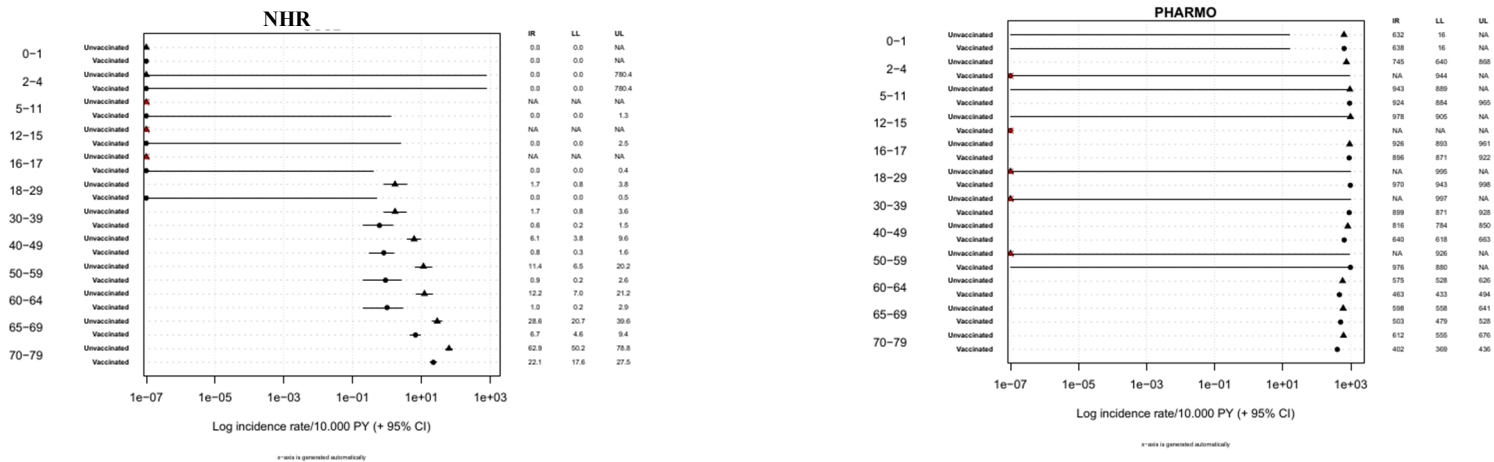 NHR
IR LL UL
0−1
Unvaccinated 0.0 0.0 NA
Vaccinated 0.0 0.0 NA
2−4
Unvaccinated 0.0 0.0 780.4
Vaccinated 0.0 0.0 780.4
5−11
Unvaccinated NA NA NA
Vaccinated 0.0 0.0 1.3
12−15
Unvaccinated NA NA NA
Vaccinated 0.0 0.0 2.5
16−17
Unvaccinated NA NA NA
Vaccinated 0.0 0.0 0.4
18−29
Unvaccinated 1.7 0.8 3.8
Vaccinated 0.0 0.0 0.5
30−39
Unvaccinated 1.7 0.8 3.6
Vaccinated 0.6 0.2 1.5
40−49
Unvaccinated 6.1 3.8 9.6
Vaccinated 0.8 0.3 1.6
50−59
Unvaccinated 11.4 6.5 20.2
Vaccinated 0.9 0.2 2.6
60−64
Unvaccinated 12.2 7.0 21.2
Vaccinated 1.0 0.2 2.9
65−69
Unvaccinated 28.6 20.7 39.6
Vaccinated 6.7 4.6 9.4
70−79
Unvaccinated 62.9 50.2 78.8
Vaccinated 22.1 17.6 27.5
1e−07 1e−05 1e−03 1e−01 1e+01 1e+03
Log incidence rate/10.000 PY (+ 95% CI)
x−axis is generated automatically
PHARMO
IR LL UL
0−1
Unvaccinated 632 16 NA
Vaccinated 638 16 NA
2−4
Unvaccinated 745 640 868
Vaccinated NA 944 NA
5−11
Unvaccinated 943 889 NA
Vaccinated 924 884 965
12−15
Unvaccinated 978 905 NA
Vaccinated NA NA NA
16−17
Unvaccinated 926 893 961
Vaccinated 896 871 922
18−29
Unvaccinated NA 995 NA
Vaccinated 970 943 998
30−39
Unvaccinated NA 997 NA
Vaccinated 899 871 928
40−49
Unvaccinated 816 784 850
Vaccinated 640 618 663
50−59
Unvaccinated NA 926 NA
Vaccinated 976 880 NA
60−64
Unvaccinated 575 528 626
Vaccinated 463 433 494
65−69
Unvaccinated 598 558 641
Vaccinated 503 479 528
70−79
Unvaccinated 612 555 676
Vaccinated 402 369 436
1e−07 1e−05 1e−03 1e−01 1e+01 1e+03
Log incidence rate/10.000 PY (+ 95% CI)
x−axis is generated automatically